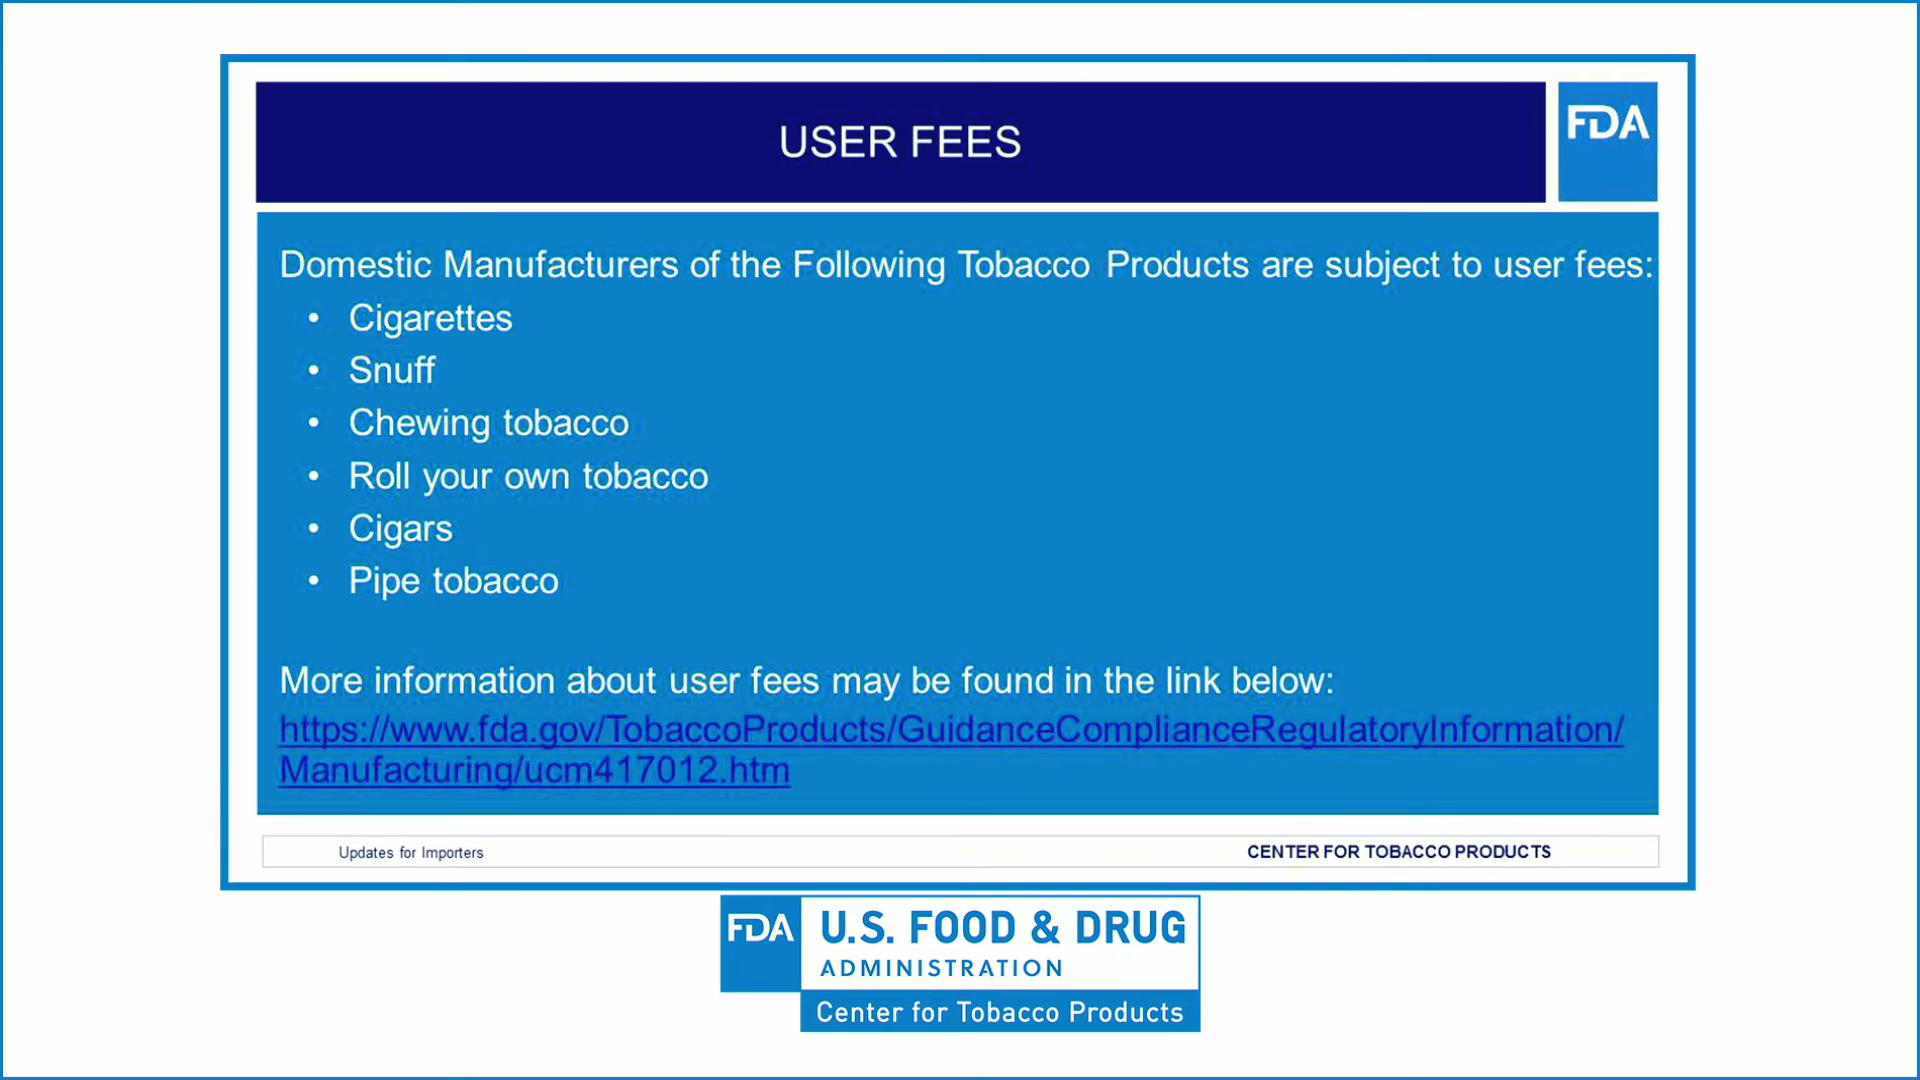 USER FEES
FDA
Domestic Manufacturers of the Following Tobacco Products are subject to user fees:
• Cigarettes
• Snuff
• Chewing tobacco
• Roll your own tobacco
• Cigars
• Pipe tobacco
More information about user fees may be found in the link below:
https://www.fda.gov/TobaccoProducts/GuidanceComplianceRegulatoryInformation/
Manufacturing/ucm417012.htm
Updates for Importers
CENTER FOR TOBACCO PRODUCTS
FDA
U.S. FOOD & DRUG
ADMINISTRATION
Center for Tobacco Products